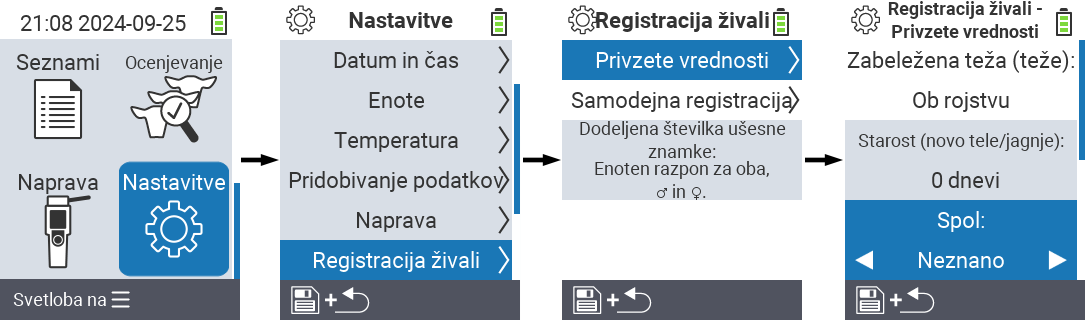 21:08 2024-09-25
Seznami
Ocenjevanje
Naprava
Nastavitve
Svetloba na
Nastavitve
Datum in čas
Enote
Temperatura
Pridobivanje podatkov
Naprava
Registracija živali
+
Registracija živali
Privzete vrednosti
Samodejna registracija
Dodeljena številka ušesne
znamke:
Enoten razpon za oba,
♂ in ♀.
+
Registracija živali -
Privzete vrednosti
Zabeležena teža (teže):
Ob rojstvu
Starost (novo tele/jagnje):
0 dnevi
Spol:
Neznano
+